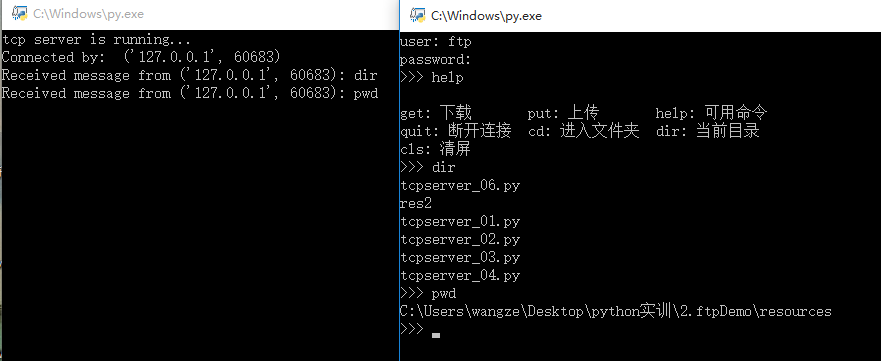 C:\Windows\py.exe
tcp server is running...
Connected by:  ('127.0.0.1', 60683)
Received message from ('127.0.0.1', 60683): dir
Received message from ('127.0.0.1', 60683): pwd
C:\Windows\py.exe
user: ftp
password:
>>> help
get: 下载 put: 上传 help: 可用命令
quit: 断开连接 cd: 进入文件夹 dir: 当前目录
cls: 清屏
>>> dir
tcpserver_06.py
res2
tcpserver_01.py
tcpserver_02.py
tcpserver_03.py
tcpserver_04.py
>>> pwd
C:\Users\wangze\Desktop\python实训\2.ftpDemo\resources
>>>